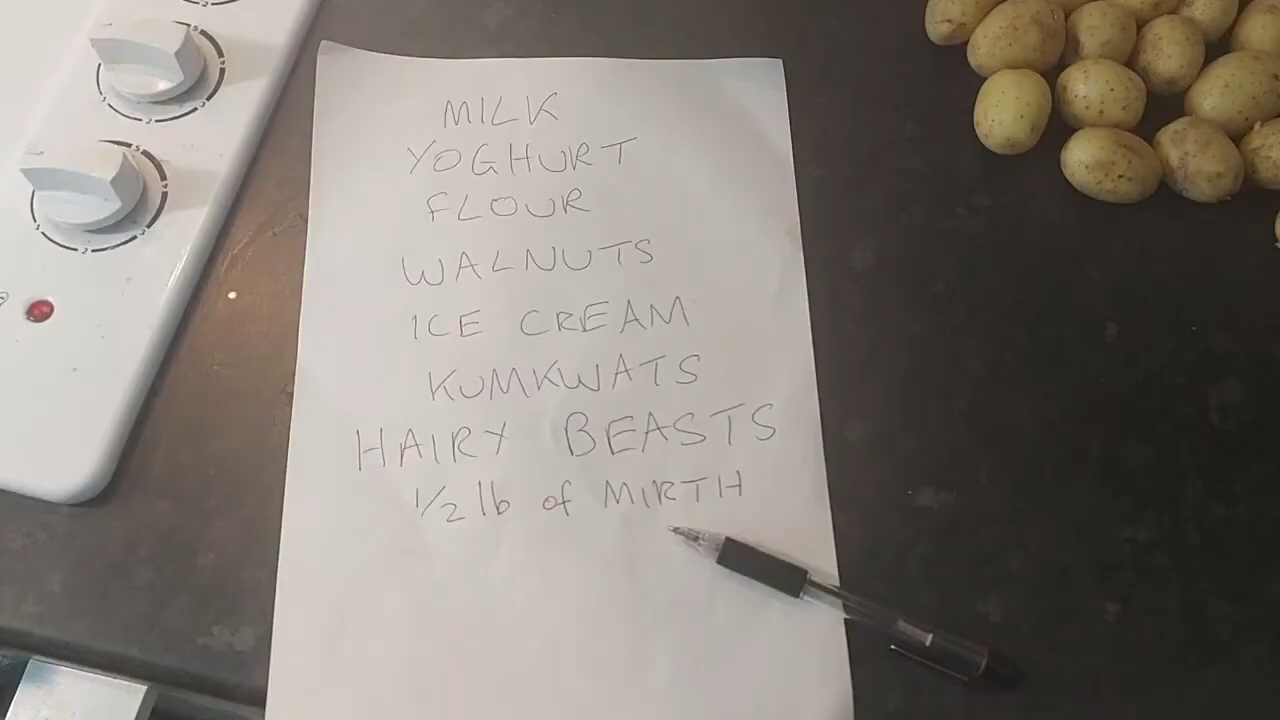 MILK
YOGHURT
FLOUR
WALNUTS
ICE CREAM
KUMKWATS
HAIRY BEASTS
1/2 lb of MIRTH